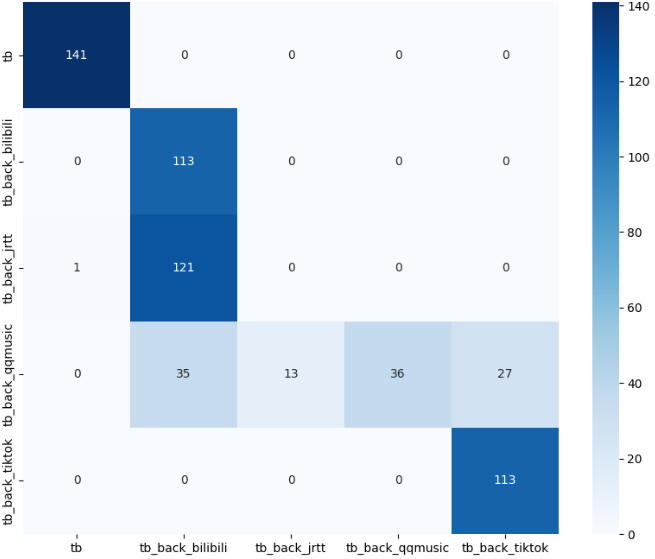 tb 141 0 0 0 0
tb_back_bilibili 0 113 0 0 0
tb_back_jrtt 1 121 0 0 0
tb_back_qqmusic 0 35 13 36 27
tb_back_tiktok 0 0 0 0 113
tb tb_back_bilibili tb_back_jrtt tb_back_qqmusic tb_back_tiktok
140
120
100
80
60
40
20
0